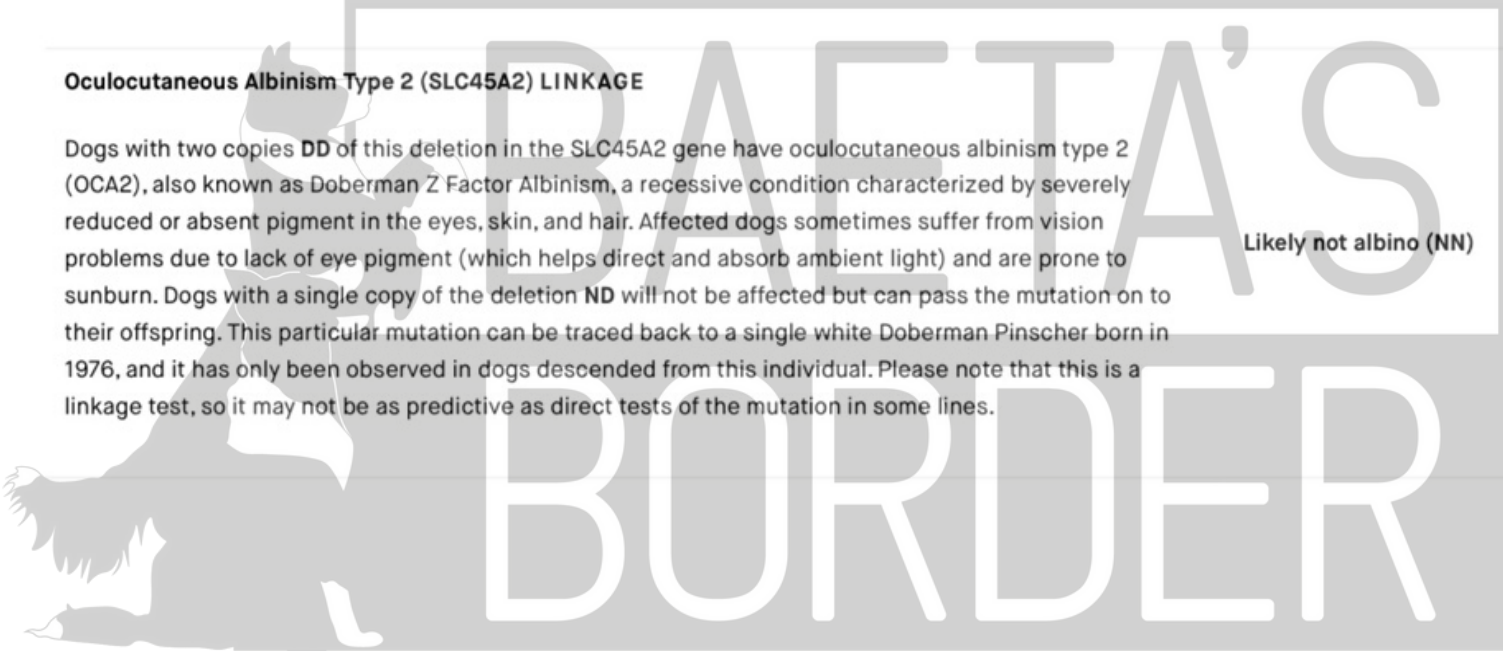 BAETA'S
BORDER
Oculocutaneous Albinism Type 2 (SLC45A2) LINKAGE
Dogs with two copies DD of this deletion in the SLC45A2 gene have oculocutaneous albinism type 2
(OCA2), also known as Doberman Z Factor Albinism, a recessive condition characterized by severely
reduced or absent pigment in the eyes, skin, and hair. Affected dogs sometimes suffer from vision
problems due to lack of eye pigment (which helps direct and absorb ambient light) and are prone to
sunburn. Dogs with a single copy of the deletion ND will not be affected but can pass the mutation on to
their offspring. This particular mutation can be traced back to a single white Doberman Pinscher born in
1976, and it has only been observed in dogs descended from this individual. Please note that this is a
linkage test, so it may not be as predictive as direct tests of the mutation in some lines.
Likely not albino (NN)